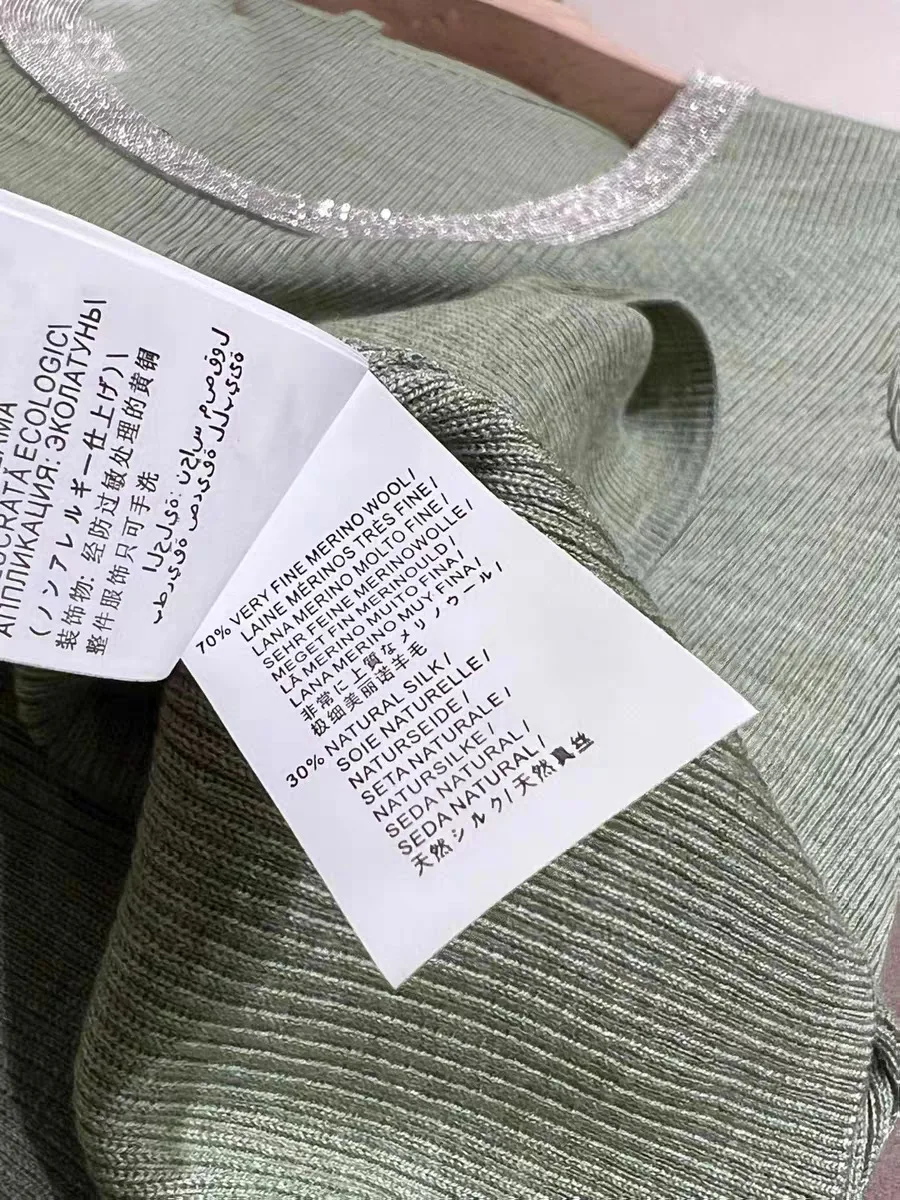 UCRATA ECOLOGICI
АППЛИКАЦИЯ: ЭКОЛАТУНЫ
(ノンアレルギー仕上げ)\
装饰物: 经防过敏处理的黄铜
整件服饰只可手洗
70% VERY FINE MERINO WOOL/
LAINE MÉRINOS TRÈS FINE/
LANA MERINO MOLTO FINE/
SEHR FEINE MERINOWOLLE/
MEGET FIN MERINOULD/
LÃ MERINO MUITO FINA/
LANA MERINO MUY FINA/
非常に上質なメリノウール/
极细美丽诺羊毛
30% NATURAL SILK/
SOIE NATURELLE/
NATURSEIDE/
SETA NATURALE/
NATURSILKE/
SEDA NATURAL/
SEDA NATURAL/
天然シルク/天然真丝